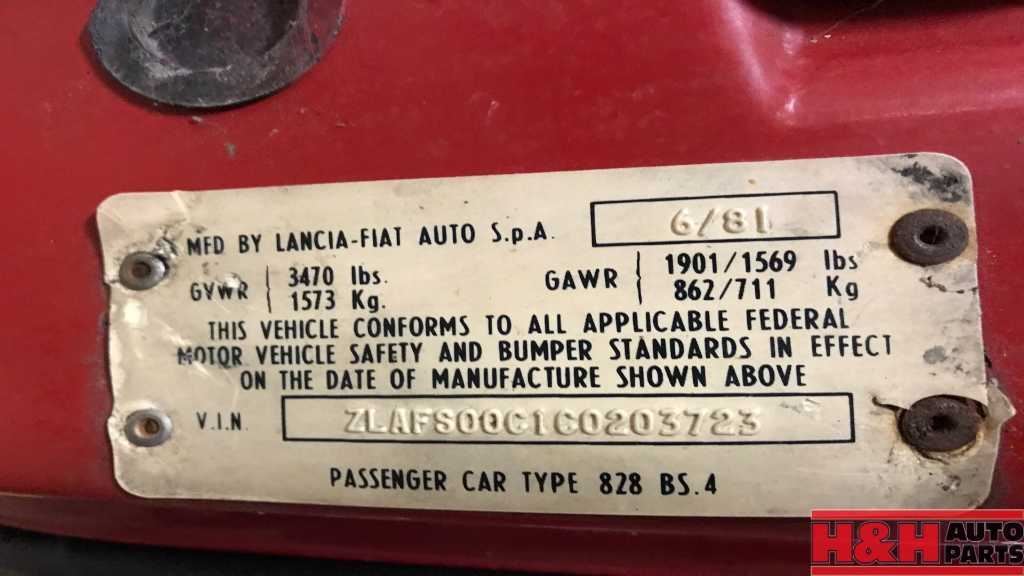 MFD BY LANCIA-FIAT AUTO S.p.A. 6/81
GVWR 3470 lbs. 1573 Kg. GAWR 1901/1569 lbs 862/711 Kg
THIS VEHICLE CONFORMS TO ALL APPLICABLE FEDERAL
MOTOR VEHICLE SAFETY AND BUMPER STANDARDS IN EFFECT
ON THE DATE OF MANUFACTURE SHOWN ABOVE
V.I.N. ZLAFS00C1C0203723
PASSENGER CAR TYPE 828 BS.4
H&H AUTO PARTS